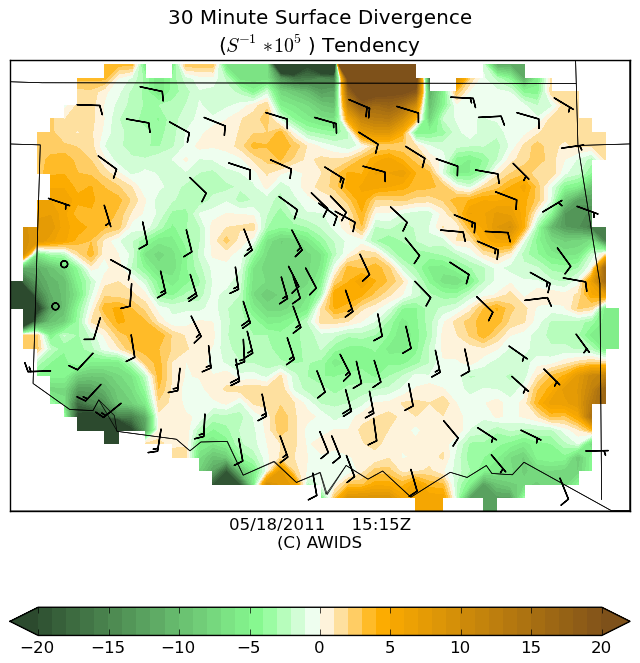 30 Minute Surface Divergence
(S⁻¹ * 10⁵ ) Tendency
05/18/2011 15:15Z
(C) AWIDS
−20 −15 −10 −5 0 5 10 15 20